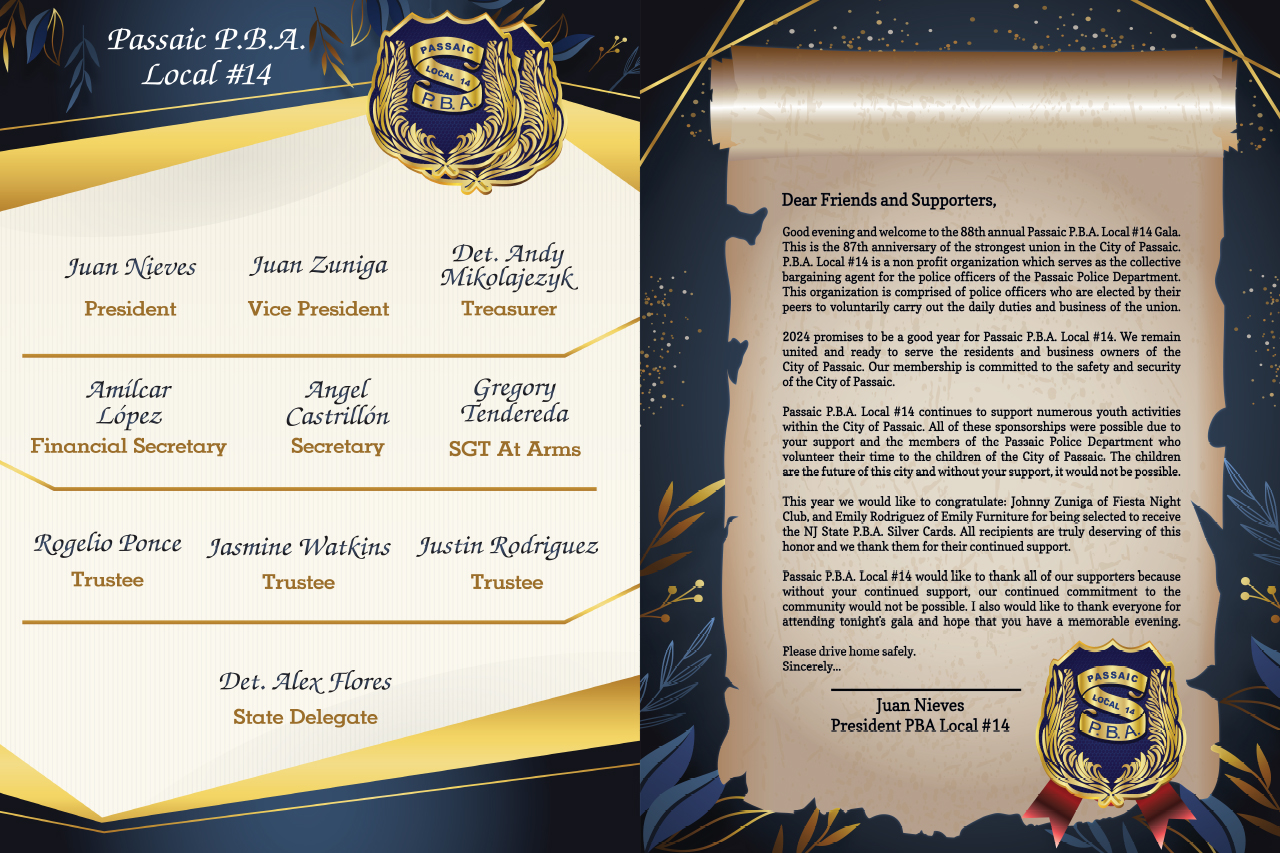 Passaic P.B.A.
Local #14
PASSAIC
LOCAL 14
P.B.A.
Juan Nieves
President
Juan Zuniga
Vice President
Det. Andy
Mikolajezyk
Treasurer
Amílcar
López
Financial Secretary
Angel
Castrillón
Secretary
Gregory
Tendereda
SGT At Arms
Rogelio Ponce
Trustee
Jasmine Watkins
Trustee
Justin Rodriguez
Trustee
Det. Alex Flores
State Delegate
Dear Friends and Supporters,
Good evening and welcome to the 88th annual Passaic P.B.A. Local #14 Gala.
This is the 87th anniversary of the strongest union in the City of Passaic.
P.B.A. Local #14 is a non profit organization which serves as the collective
bargaining agent for the police officers of the Passaic Police Department.
This organization is comprised of police officers who are elected by their
peers to voluntarily carry out the daily duties and business of the union.
2024 promises to be a good year for Passaic P.B.A. Local #14. We remain
united and ready to serve the residents and business owners of the
City of Passaic. Our membership is committed to the safety and security
of the City of Passaic.
Passaic P.B.A. Local #14 continues to support numerous youth activities
within the City of Passaic. All of these sponsorships were possible due to
your support and the members of the Passaic Police Department who
volunteer their time to the children of the City of Passaic. The children
are the future of this city and without your support, it would not be possible.
This year we would like to congratulate: Johnny Zuniga of Fiesta Night
Club, and Emily Rodriguez of Emily Furniture for being selected to receive
the NJ State P.B.A. Silver Cards. All recipients are truly deserving of this
honor and we thank them for their continued support.
Passaic P.B.A. Local #14 would like to thank all of our supporters because
without your continued support, our continued commitment to the
community would not be possible. I also would like to thank everyone for
attending tonight's gala and hope that you have a memorable evening.
Please drive home safely.
Sincerely...
Juan Nieves
President PBA Local #14
PASSAIC
LOCAL 14
P.B.A.